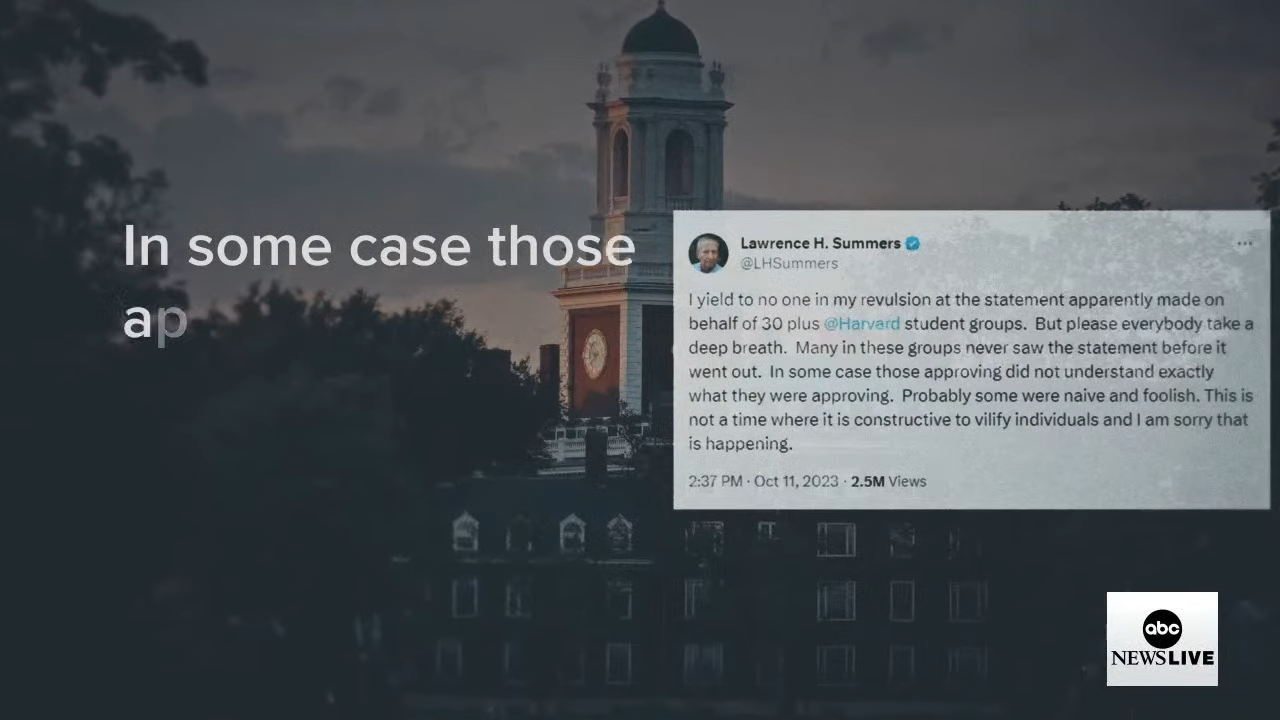 In some case those
ap
Lawrence H. Summers
@LHSummers
I yield to no one in my revulsion at the statement apparently made on
behalf of 30 plus @Harvard student groups.  But please everybody take a
deep breath.  Many in these groups never saw the statement before it
went out.  In some case those approving did not understand exactly
what they were approving.  Probably some were naive and foolish. This is
not a time where it is constructive to vilify individuals and I am sorry that
is happening.
2:37 PM · Oct 11, 2023 · 2.5M Views
abc
NEWS LIVE